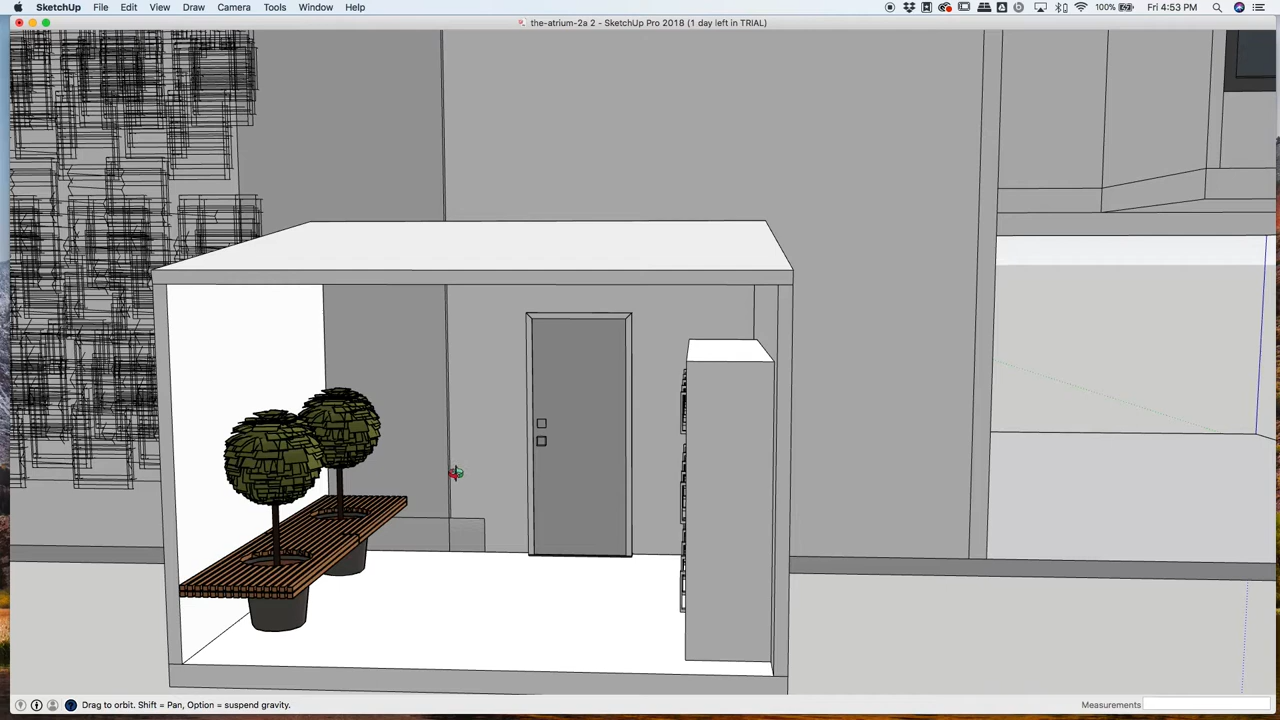 SketchUp File Edit View Draw Camera Tools Window Help 100% Fri 4:53 PM
the-atrium-2a 2 - SketchUp Pro 2018 (1 day left in TRIAL)
Drag to orbit. Shift = Pan, Option = suspend gravity. Measurements